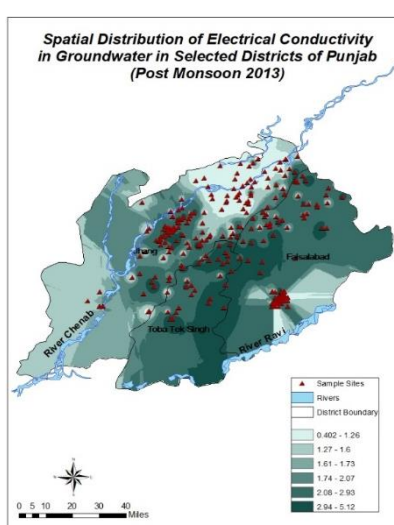 Spatial Distribution of Electrical Conductivity
in Groundwater in Selected Districts of Punjab
(Post Monsoon 2013)
Jhang
Faisalabad
Toba Tek Singh
River Chenab
River Ravi
Sample Sites
Rivers
District Boundary
0.402 - 1.26
1.27 - 1.6
1.61 - 1.73
1.74 - 2.07
2.08 - 2.93
2.94 - 5.12
0 5 10 20 30 40
Miles